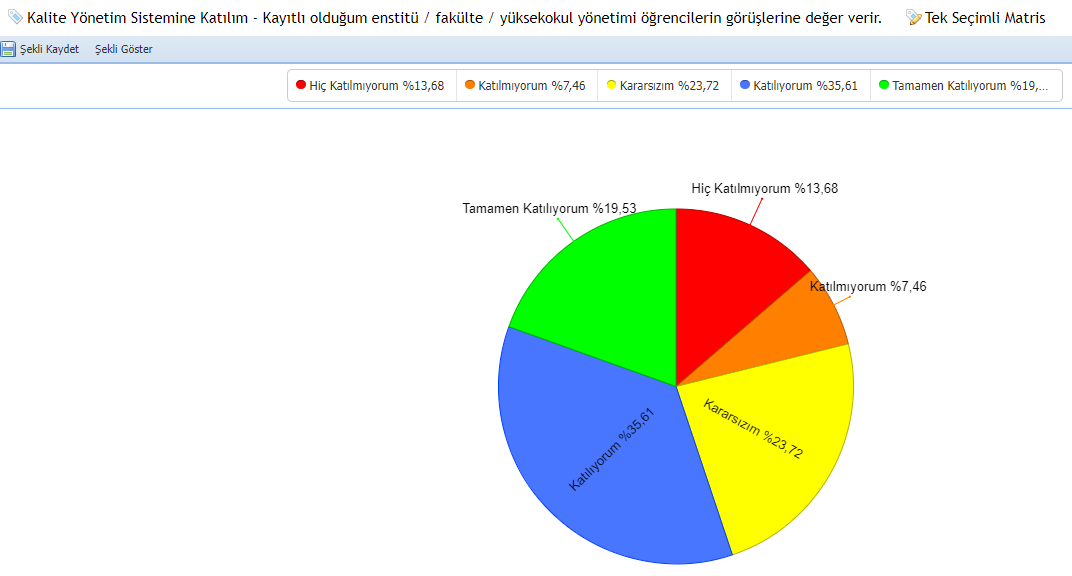 Kalite Yönetim Sistemine Katılım - Kayıtlı olduğum enstitü / fakülte / yüksekokul yönetimi öğrencilerin görüşlerine değer verir. Tek Seçimli Matris
Şekli Kaydet Şekli Göster
Hiç Katılmıyorum %13,68 Katılmıyorum %7,46 Kararsızım %23,72 Katılıyorum %35,61 Tamamen Katılıyorum %19,...
Hiç Katılmıyorum %13,68
Tamamen Katılıyorum %19,53
Katılmıyorum %7,46
Kararsızım %23,72
Katılıyorum %35,61